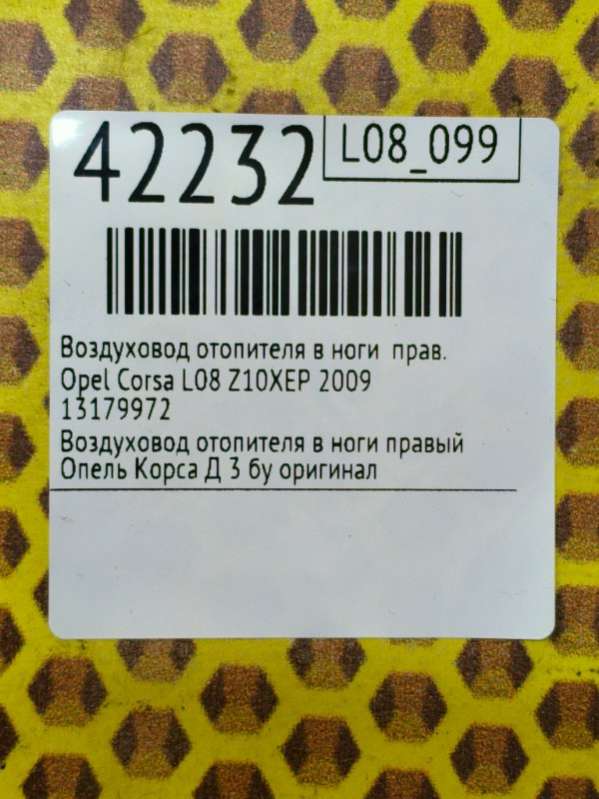 42232
L08_099
Воздуховод отопителя в ноги прав.
Opel Corsa L08 Z10XEP 2009
13179972
Воздуховод отопителя в ноги правый
Опель Корса Д 3 бу оригинал